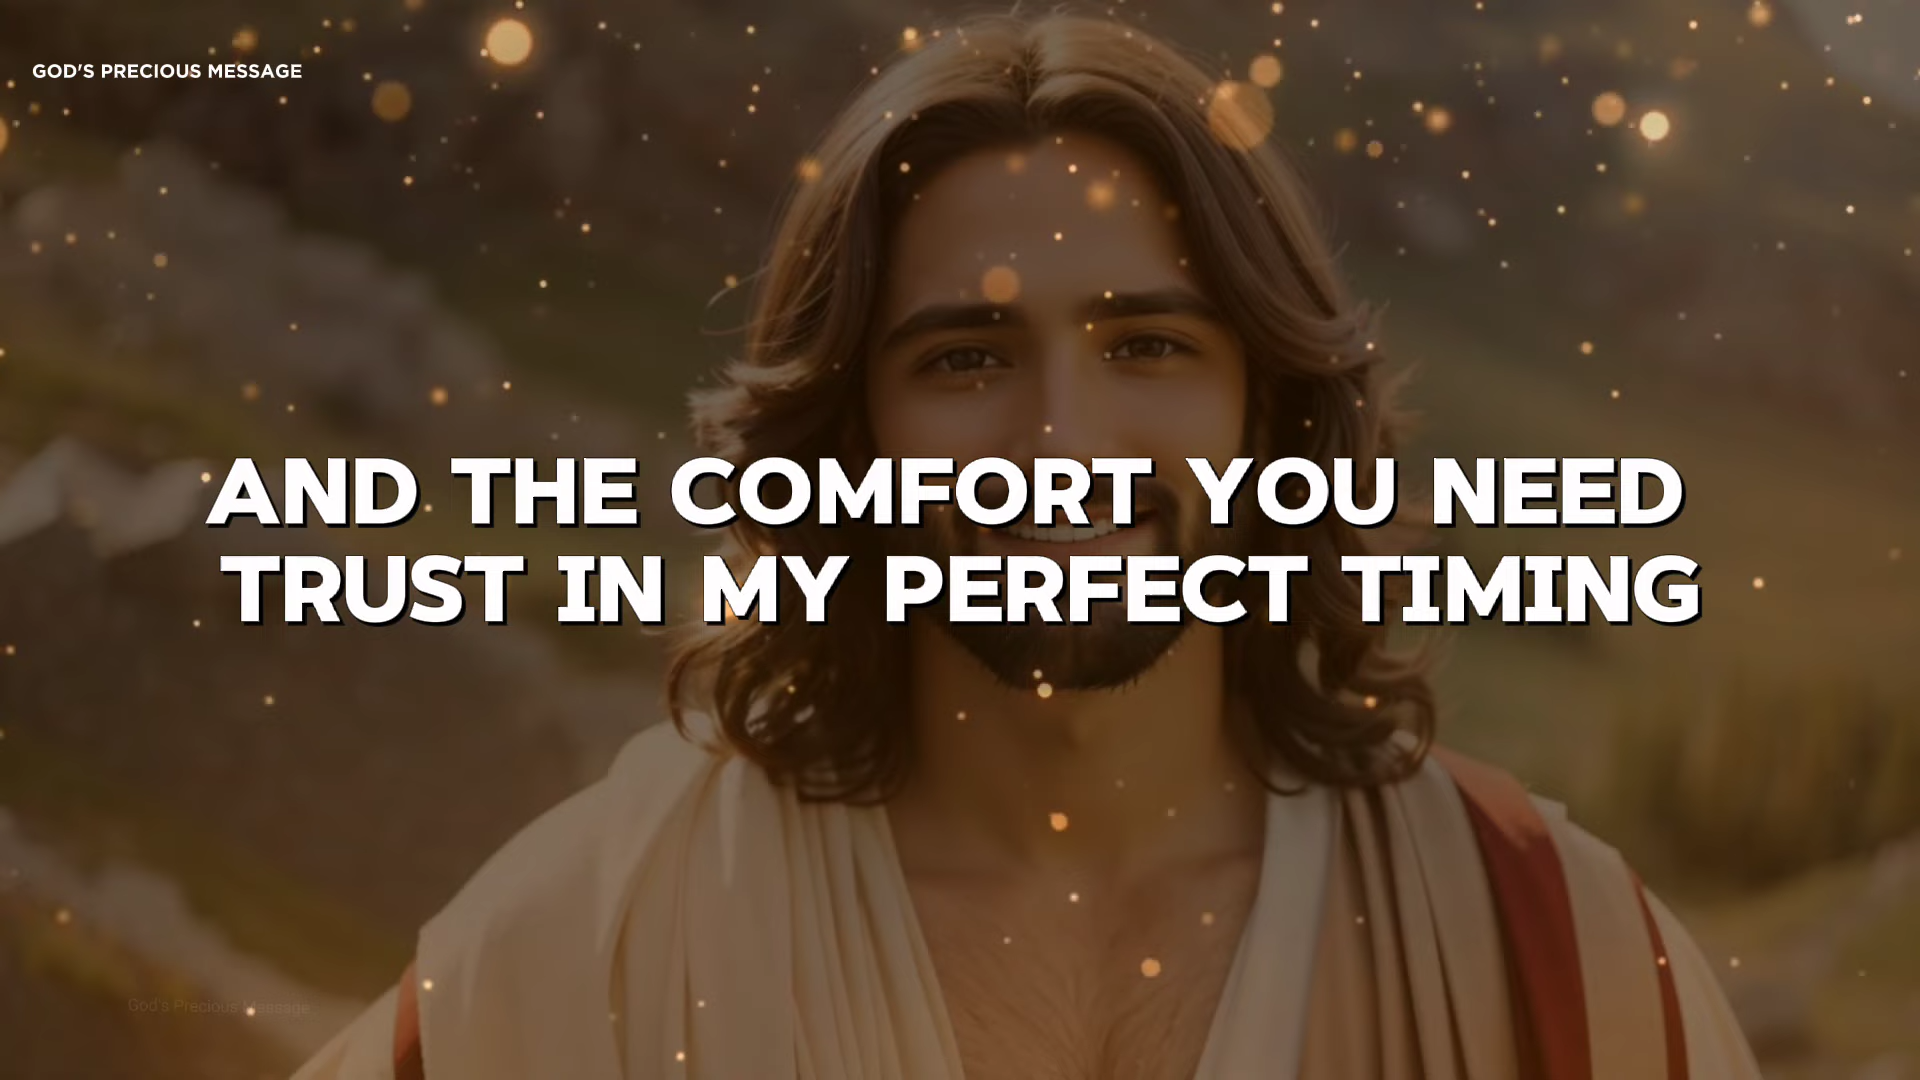 GOD'S PRECIOUS MESSAGE
AND THE COMFORT YOU NEED
TRUST IN MY PERFECT TIMING
God's Precious Message